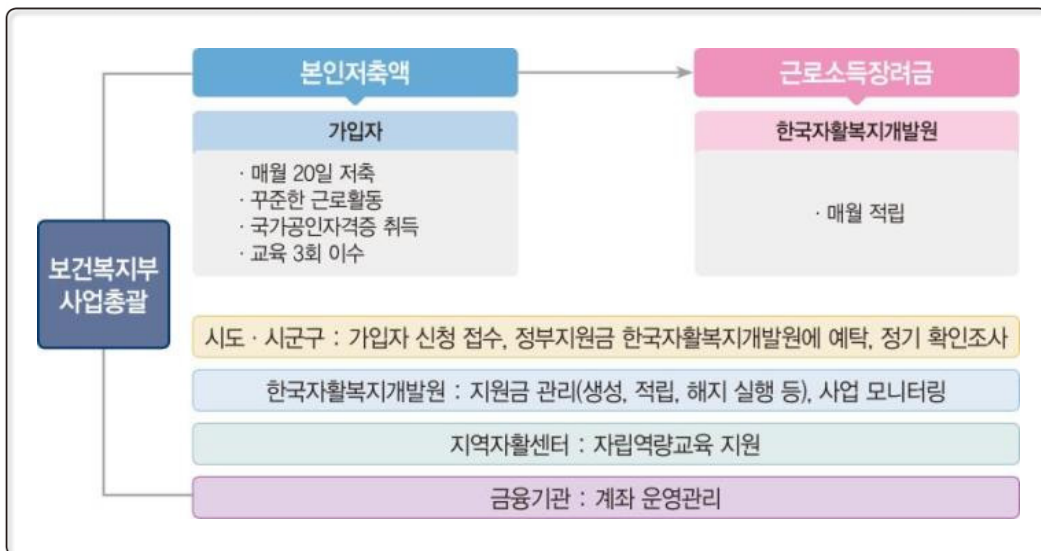 본인저축액
근로소득장려금
가입자
한국자활복지개발원
· 매월 20일 저축
· 꾸준한 근로활동
· 국가공인자격증 취득
· 교육 3회 이수
· 매월 적립
보건복지부
사업총괄
시도 · 시군구 : 가입자 신청 접수, 정부지원금 한국자활복지개발원에 예탁, 정기 확인조사
한국자활복지개발원 : 지원금 관리(생성, 적립, 해지 실행 등), 사업 모니터링
지역자활센터 : 자립역량교육 지원
금융기관 : 계좌 운영관리